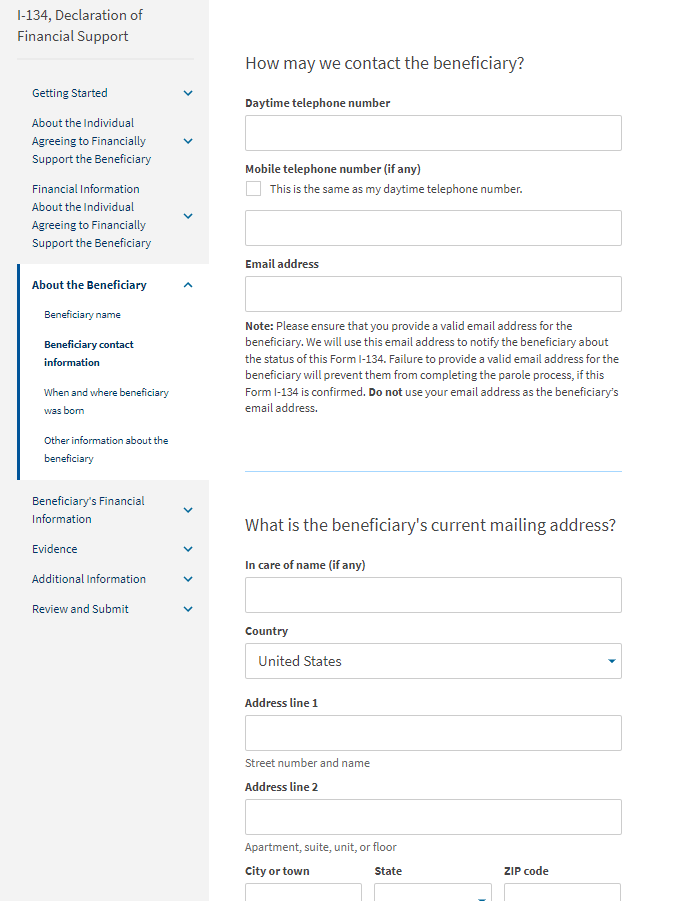 I-134, Declaration of
Financial Support
Getting Started
About the Individual
Agreeing to Financially
Support the Beneficiary
Financial Information
About the Individual
Agreeing to Financially
Support the Beneficiary
About the Beneficiary
Beneficiary name
Beneficiary contact
information
When and where beneficiary
was born
Other information about the
beneficiary
Beneficiary's Financial
Information
Evidence
Additional Information
Review and Submit
How may we contact the beneficiary?
Daytime telephone number
Mobile telephone number (if any)
This is the same as my daytime telephone number.
Email address
Note: Please ensure that you provide a valid email address for the
beneficiary. We will use this email address to notify the beneficiary about
the status of this Form I-134. Failure to provide a valid email address for the
beneficiary will prevent them from completing the parole process, if this
Form I-134 is confirmed. Do not use your email address as the beneficiary's
email address.
What is the beneficiary's current mailing address?
In care of name (if any)
Country
United States
Address line 1
Street number and name
Address line 2
Apartment, suite, unit, or floor
City or town State ZIP code